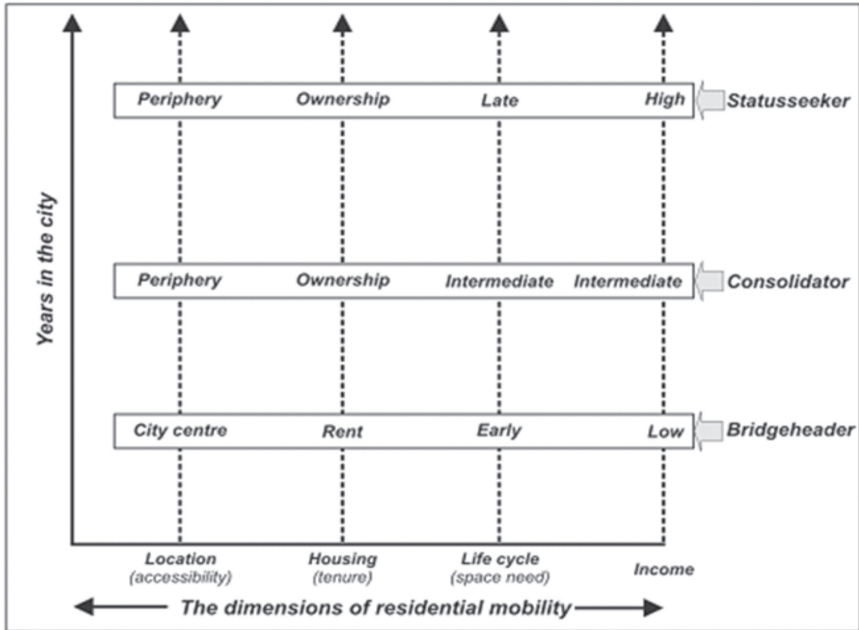 Periphery Ownership Late High Statusseeker
Years in the city
Periphery Ownership Intermediate Intermediate Consolidator
City centre Rent Early Low Bridgeheader
Location Housing Life cycle Income
(accessibility) (tenure) (space need)
The dimensions of residential mobility